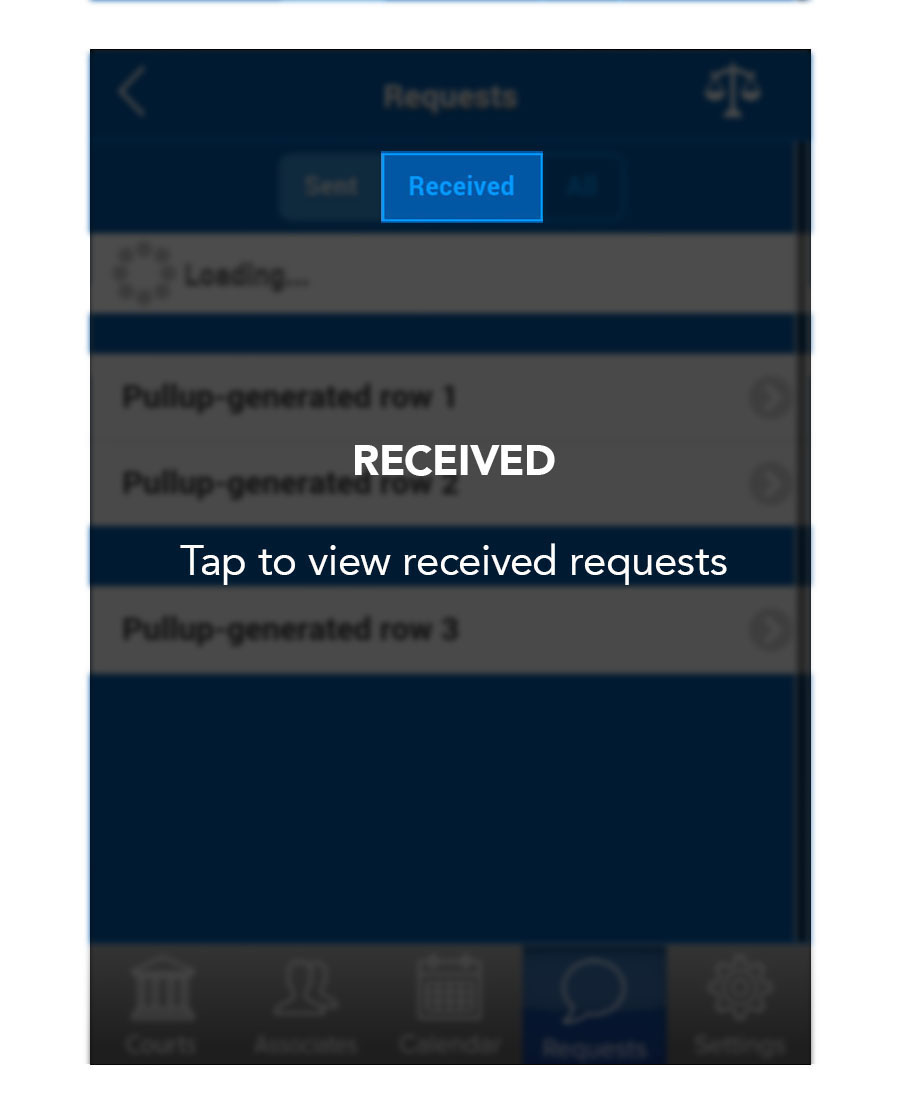 Requests
Sent
Received
All
Loading...
Pullup-generated row 1
RECEIVED
Pullup-generated row 2
Tap to view received requests
Pullup-generated row 3
Courts
Associates
Calendar
Requests
Settings